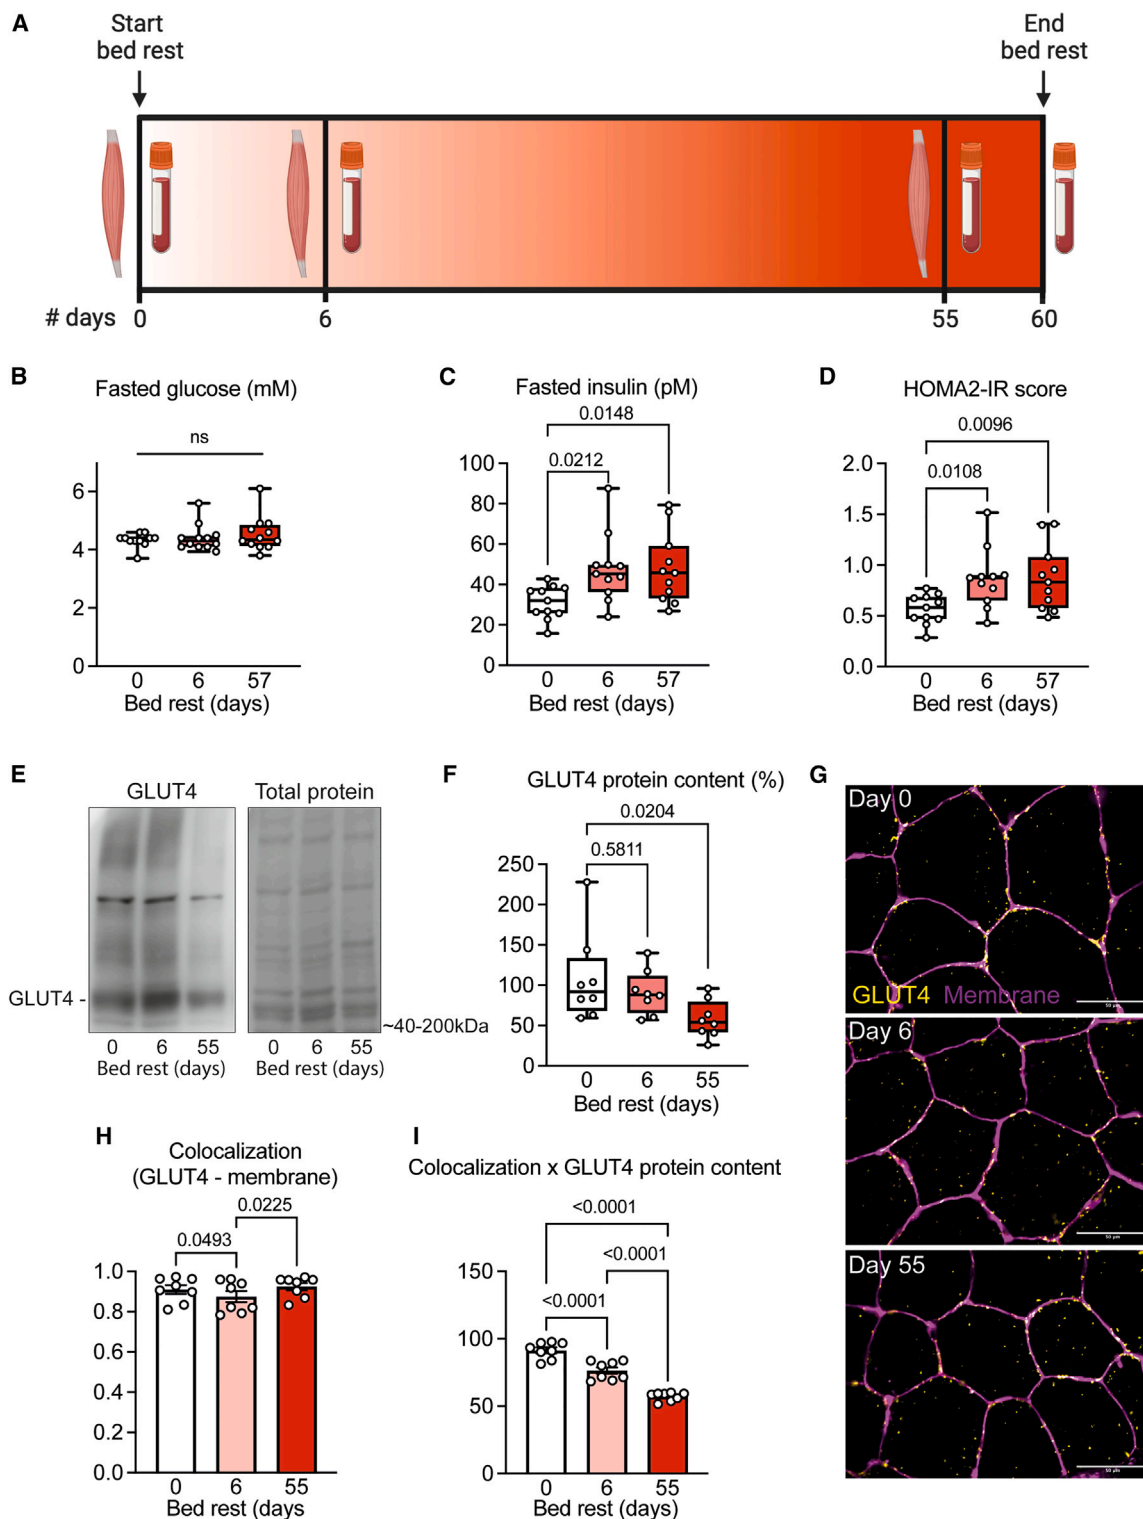 A
Start
bed rest
End
bed rest
# days 0 6 55 60
B
Fasted glucose (mM)
ns
6
4
2
0
0 6 57
Bed rest (days)
C
Fasted insulin (pM)
0.0148
0.0212
100
80
60
40
20
0
0 6 57
Bed rest (days)
D
HOMA2-IR score
0.0096
0.0108
2.0
1.5
1.0
0.5
0.0
0 6 57
Bed rest (days)
E
GLUT4 Total protein
GLUT4 -
~40-200kDa
0 6 55 0 6 55
Bed rest (days) Bed rest (days)
F
GLUT4 protein content (%)
0.0204
0.5811
250
200
150
100
50
0
0 6 55
Bed rest (days)
G
Day 0
GLUT4 Membrane
50 µm
Day 6
50 µm
Day 55
50 µm
H
Colocalization
(GLUT4 - membrane)
0.0225
0.0493
1.0
0.8
0.6
0.4
0.2
0.0
0 6 55
Bed rest (days
I
Colocalization x GLUT4 protein content
<0.0001
<0.0001
<0.0001
150
100
50
0
0 6 55
Bed rest (days)